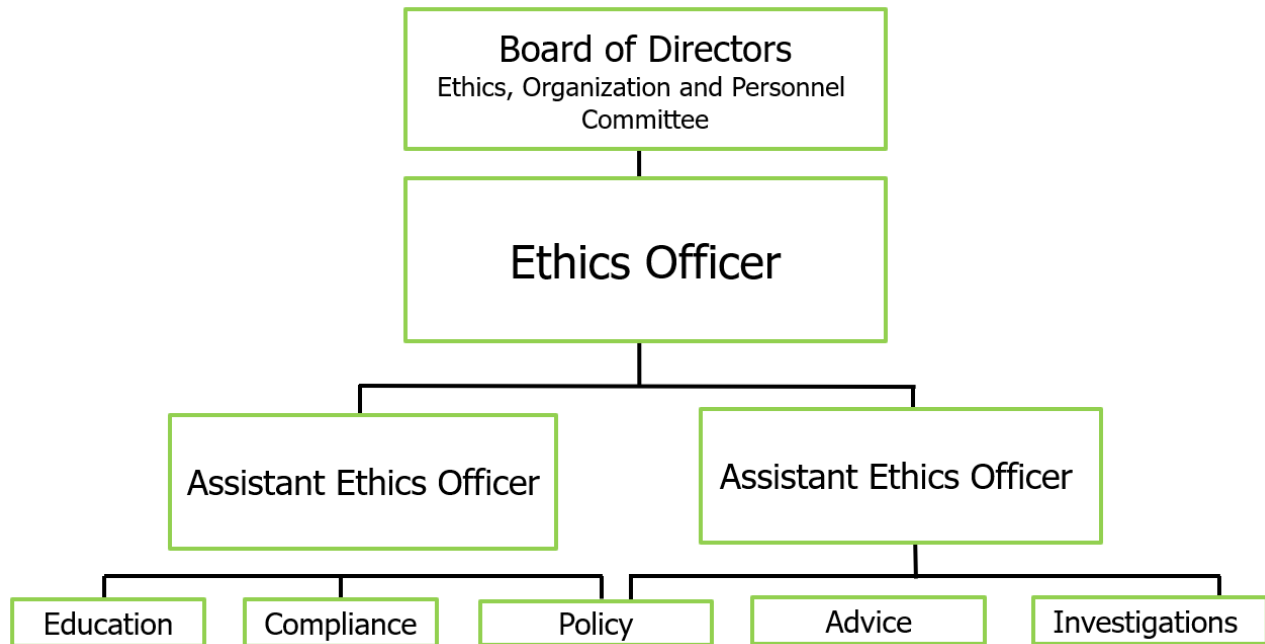 Board of Directors
Ethics, Organization and Personnel
Committee
Ethics Officer
Assistant Ethics Officer
Assistant Ethics Officer
Education
Compliance
Policy
Advice
Investigations